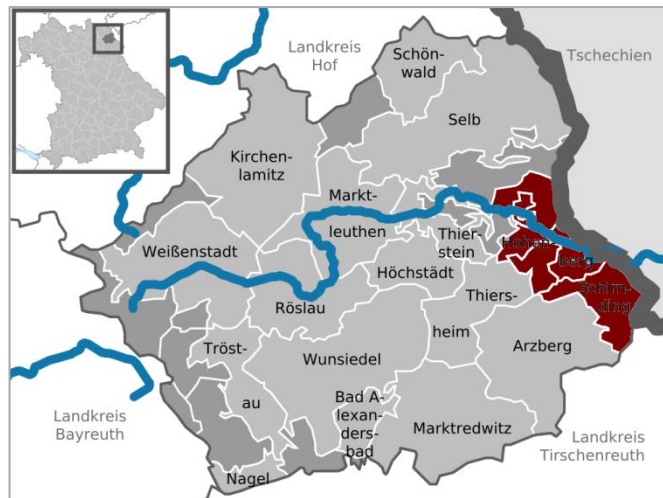 Landkreis
Hof
Tschechien
Schön-
wald
Selb
Kirchen-
lamitz
Markt-
leuthen
Weißenstadt
Thier-
stein
Hohen-
berg
Höchstädt
Schirn-
ding
Röslau
Thiers-
heim
Tröst-
au
Wunsiedel
Arzberg
Bad A-
lexan-
ders-
bad
Marktredwitz
Landkreis
Bayreuth
Landkreis
Tirschenreuth
Nagel